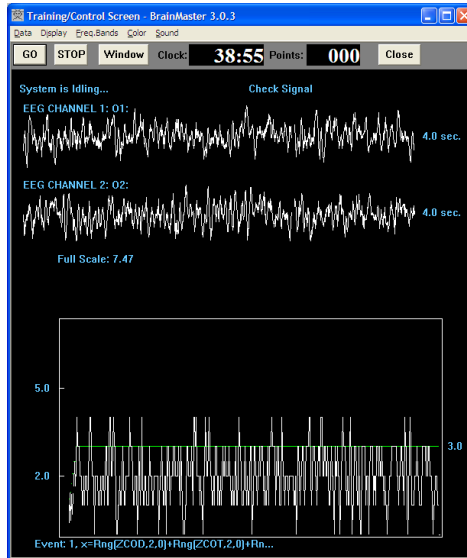 Training/Control Screen - BrainMaster 3.0.3
Data Display Freq.Bands Color Sound
GO STOP Window Clock: 38:55 Points: 000 Close
System is Idling... Check Signal
EEG CHANNEL 1: O1:
4.0 sec.
EEG CHANNEL 2: O2:
4.0 sec.
Full Scale: 7.47
5.0
3.0
2.0
Event: 1, x=Rng(ZCOD,2,0)+Rng(ZCOT,2,0)+Rn...